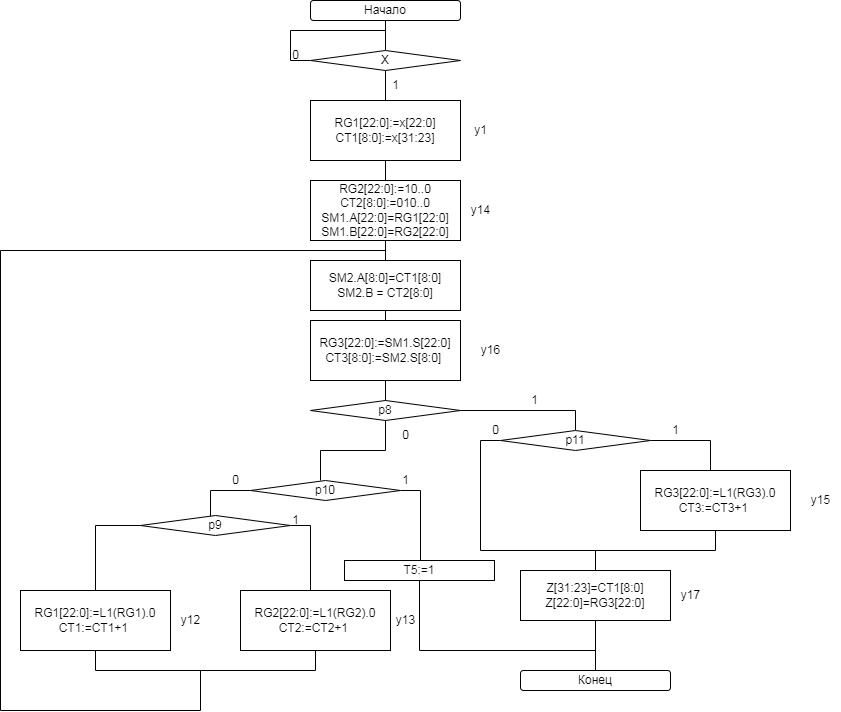 Начало
0
X
1
RG1[22:0]:=x[22:0]
CT1[8:0]:=x[31:23]
y1
RG2[22:0]:=10..0
CT2[8:0]:=010..0
SM1.A[22:0]=RG1[22:0]
SM1.B[22:0]=RG2[22:0]
y14
SM2.A[8:0]=CT1[8:0]
SM2.B = CT2[8:0]
RG3[22:0]:=SM1.S[22:0]
CT3[8:0]:=SM2.S[8:0]
y16
p8
1
0
0
p11
1
0
p10
1
RG3[22:0]:=L1(RG3).0
CT3:=CT3+1
y15
p9
1
T5:=1
Z[31:23]=CT1[8:0]
Z[22:0]=RG3[22:0]
y17
RG1[22:0]:=L1(RG1).0
CT1:=CT1+1
y12
RG2[22:0]:=L1(RG2).0
CT2:=CT2+1
y13
Конец